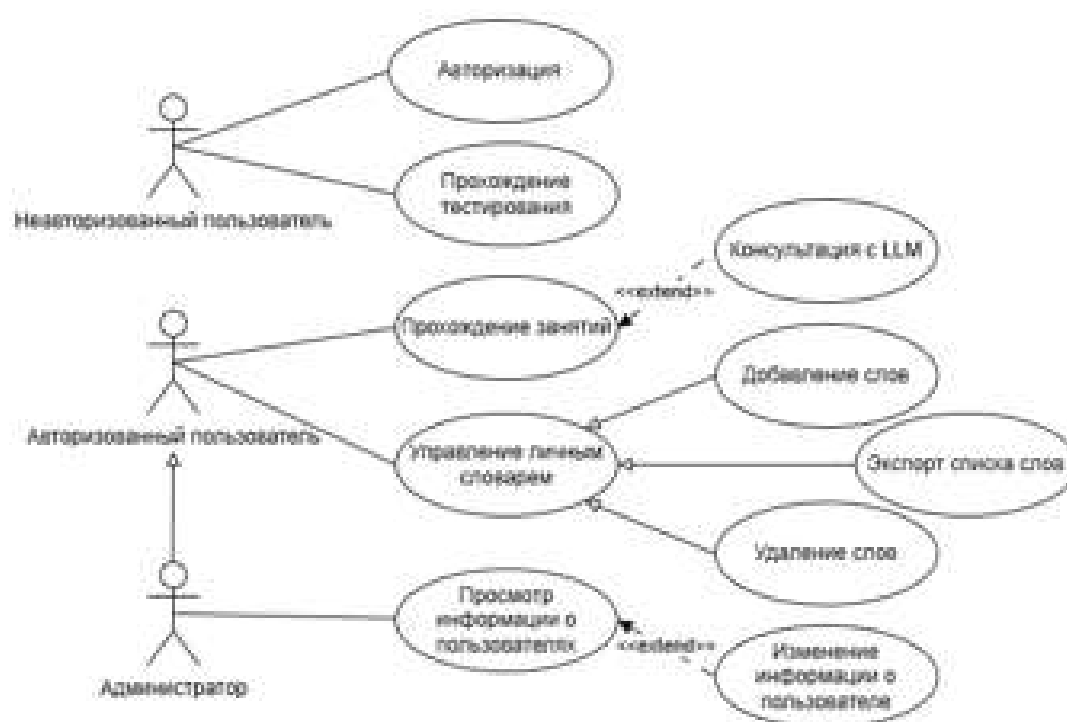 Авторизация
Прохождение
тестирования
Неавторизованный пользователь
Консультация с LLM
<<extend>>
Прохождение занятий
Добавление слов
Авторизованный пользователь
Управление личным
словарем
Экспорт списка слов
Удаление слов
Просмотр
информации о
пользователях
<<extend>>
Изменение
информации о
пользователе
Администратор